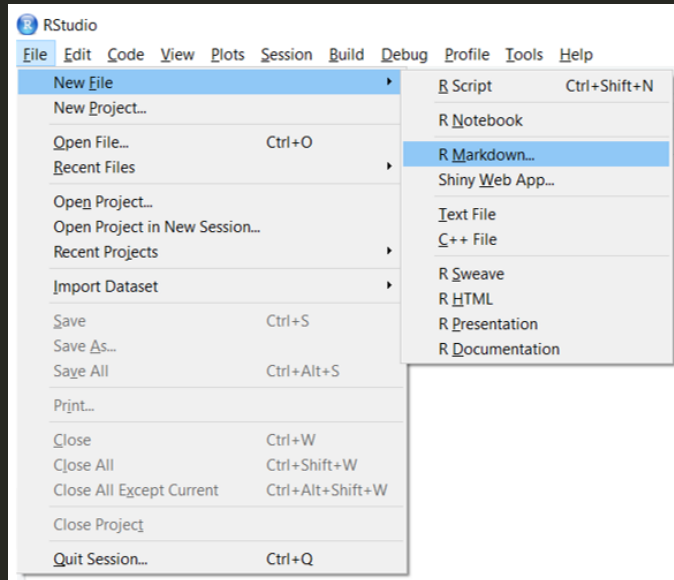 RStudio
File Edit Code View Plots Session Build Debug Profile Tools Help
New File
New Project...
Open File... Ctrl+O
Recent Files
Open Project...
Open Project in New Session...
Recent Projects
Import Dataset
Save Ctrl+S
Save As...
Save All Ctrl+Alt+S
Print...
Close Ctrl+W
Close All Ctrl+Shift+W
Close All Except Current Ctrl+Alt+Shift+W
Close Project
Quit Session... Ctrl+Q
R Script Ctrl+Shift+N
R Notebook
R Markdown...
Shiny Web App...
Text File
C++ File
R Sweave
R HTML
R Presentation
R Documentation